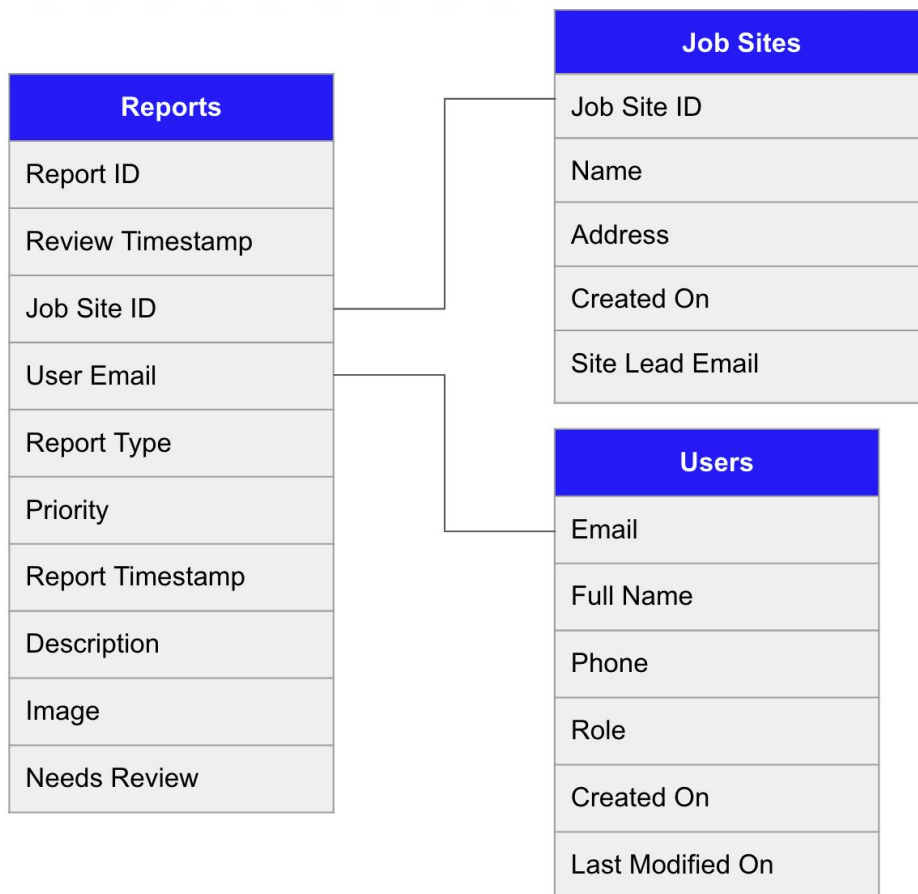 Reports
Report ID
Review Timestamp
Job Site ID
User Email
Report Type
Priority
Report Timestamp
Description
Image
Needs Review
Job Sites
Job Site ID
Name
Address
Created On
Site Lead Email
Users
Email
Full Name
Phone
Role
Created On
Last Modified On